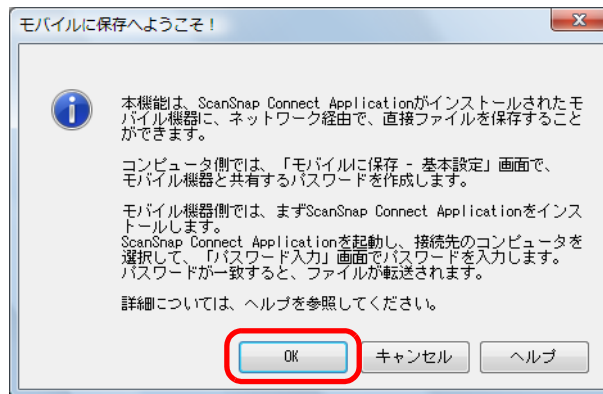 モバイルに保存へようこそ！
本機能は、ScanSnap Connect Applicationがインストールされたモ
バイル機器に、ネットワーク経由で、直接ファイルを保存すること
ができます。
コンピュータ側では、「モバイルに保存 - 基本設定」画面で、
モバイル機器と共有するパスワードを作成します。
モバイル機器側では、まずScanSnap Connect Applicationをインス
トールします。
ScanSnap Connect Applicationを起動し、接続先のコンピュータを
選択して、「パスワード入力」画面でパスワードを入力します。
パスワードが一致すると、ファイルが転送されます。
詳細については、ヘルプを参照してください。
OK キャンセル ヘルプ